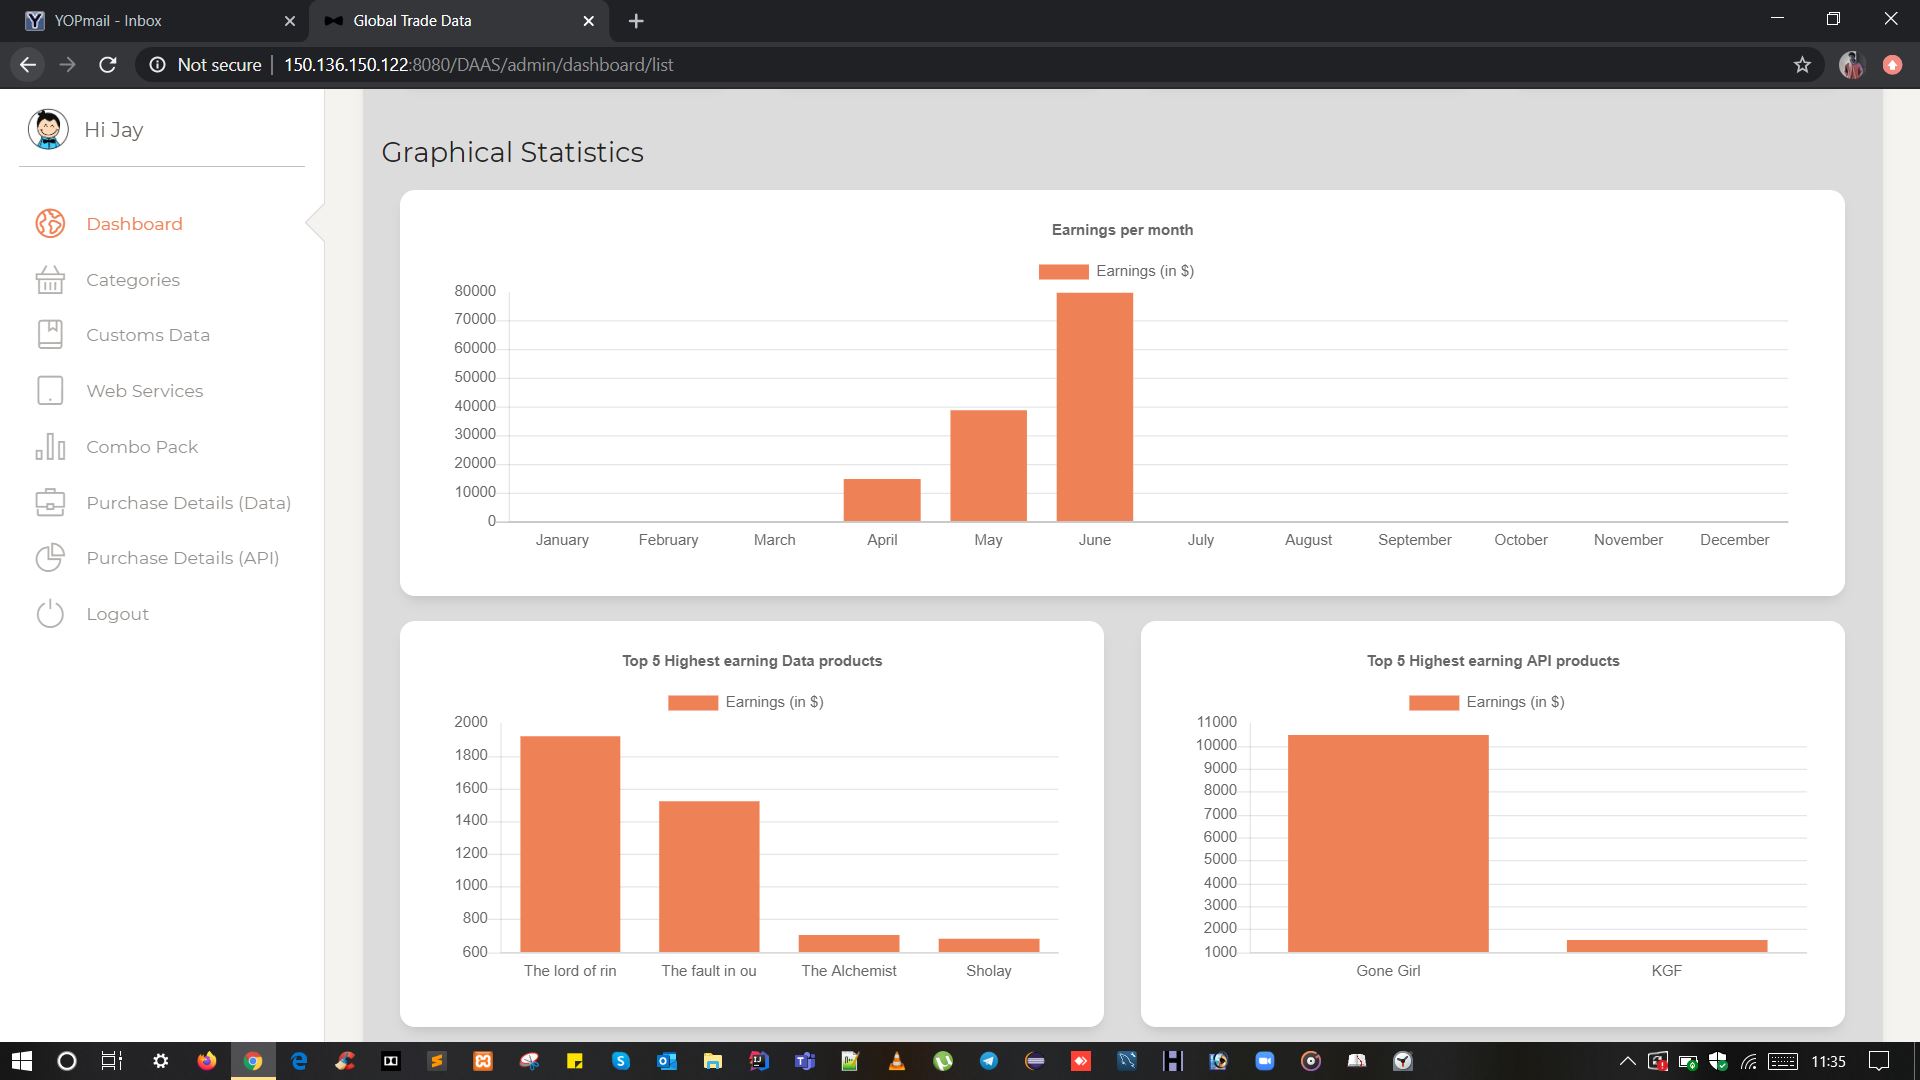 YOPmail - Inbox
Global Trade Data
Not secure | 150.136.150.122:8080/DAAS/admin/dashboard/list
Hi Jay
Dashboard
Categories
Customs Data
Web Services
Combo Pack
Purchase Details (Data)
Purchase Details (API)
Logout
Graphical Statistics
Earnings per month
Earnings (in $)
80000
70000
60000
50000
40000
30000
20000
10000
0
January February March April May June July August September October November December
Top 5 Highest earning Data products
Earnings (in $)
2000
1800
1600
1400
1200
1000
800
600
The lord of rin The fault in ou The Alchemist Sholay
Top 5 Highest earning API products
Earnings (in $)
11000
10000
9000
8000
7000
6000
5000
4000
3000
2000
1000
Gone Girl KGF
11:35